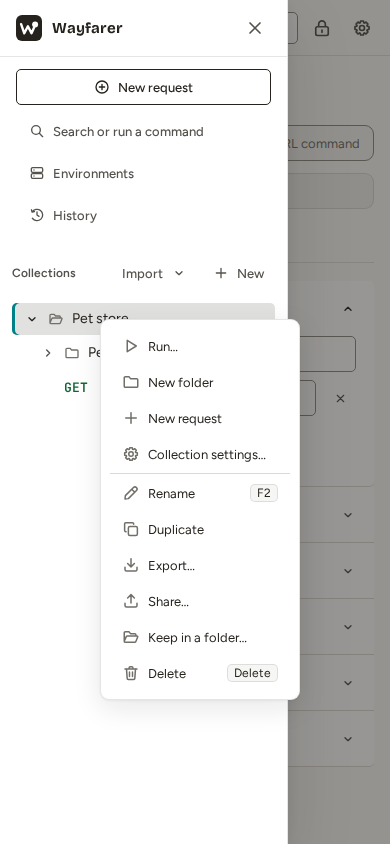 Wayfarer
New request
Search or run a command
Environments
History
Collections Import New
Pet store
Pe
GET
Run...
New folder
New request
Collection settings...
Rename F2
Duplicate
Export...
Share...
Keep in a folder...
Delete Delete
RL command